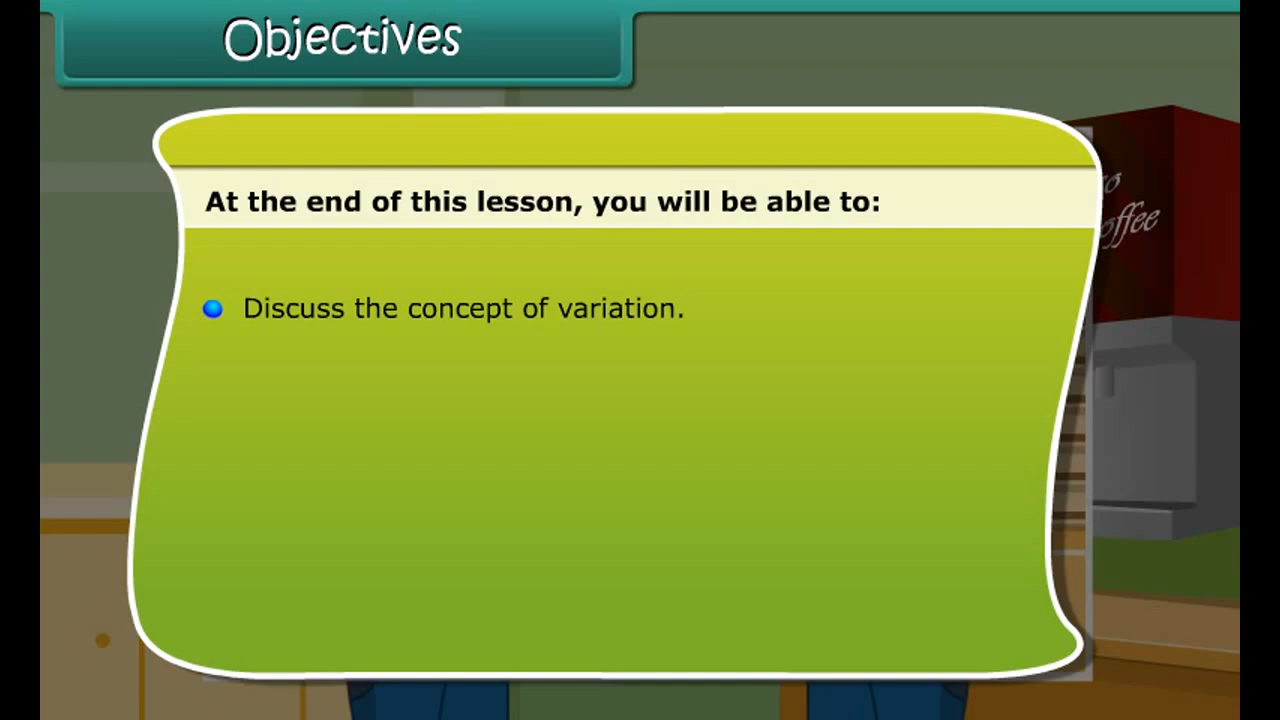 Objectives
At the end of this lesson, you will be able to:
Discuss the concept of variation.